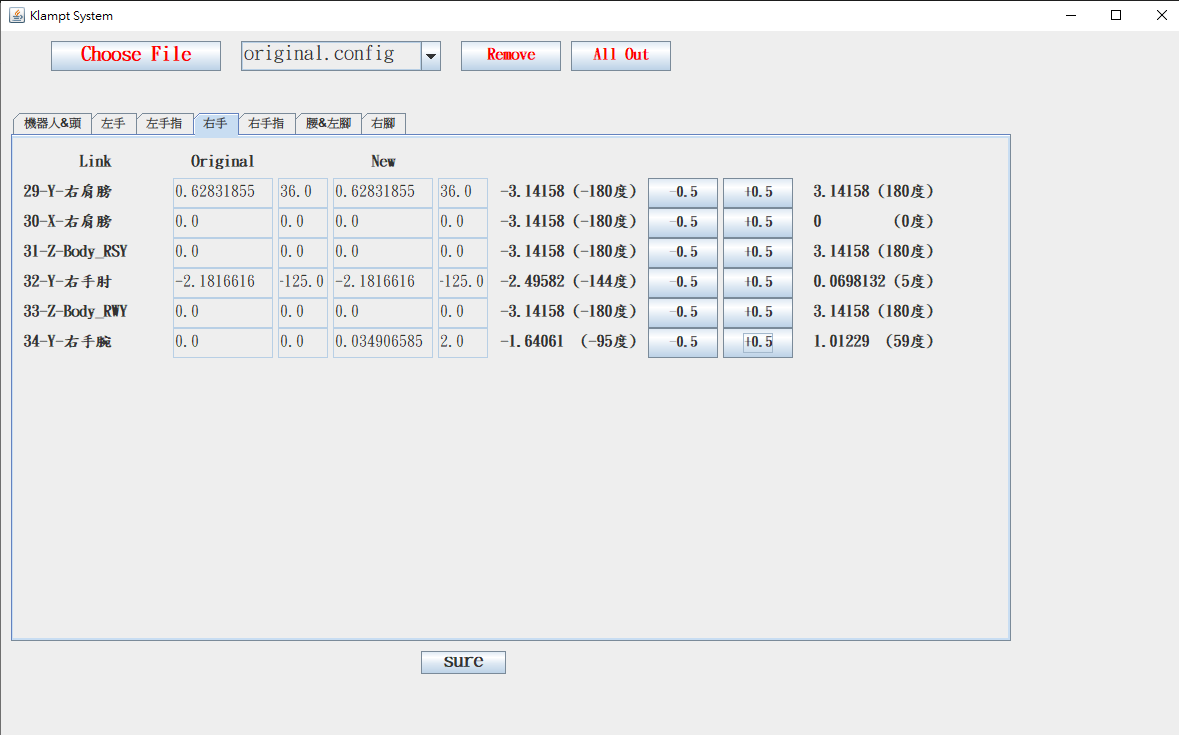 Klampt System
Choose File original.config Remove All Out
機器人&頭 左手 左手指 右手 右手指 腰&左腳 右腳
Link Original New
29-Y-右肩膀 0.62831855 36.0 0.62831855 36.0 -3.14158 (-180度) -0.5 +0.5 3.14158 (180度)
30-X-右肩膀 0.0 0.0 0.0 0.0 -3.14158 (-180度) -0.5 +0.5 0 (0度)
31-Z-Body_RSY 0.0 0.0 0.0 0.0 -3.14158 (-180度) -0.5 +0.5 3.14158 (180度)
32-Y-右手肘 -2.1816616 -125.0 -2.1816616 -125.0 -2.49582 (-144度) -0.5 +0.5 0.0698132 (5度)
33-Z-Body_RWY 0.0 0.0 0.0 0.0 -3.14158 (-180度) -0.5 +0.5 3.14158 (180度)
34-Y-右手腕 0.0 0.0 0.034906585 2.0 -1.64061 (-95度) -0.5 +0.5 1.01229 (59度)
sure